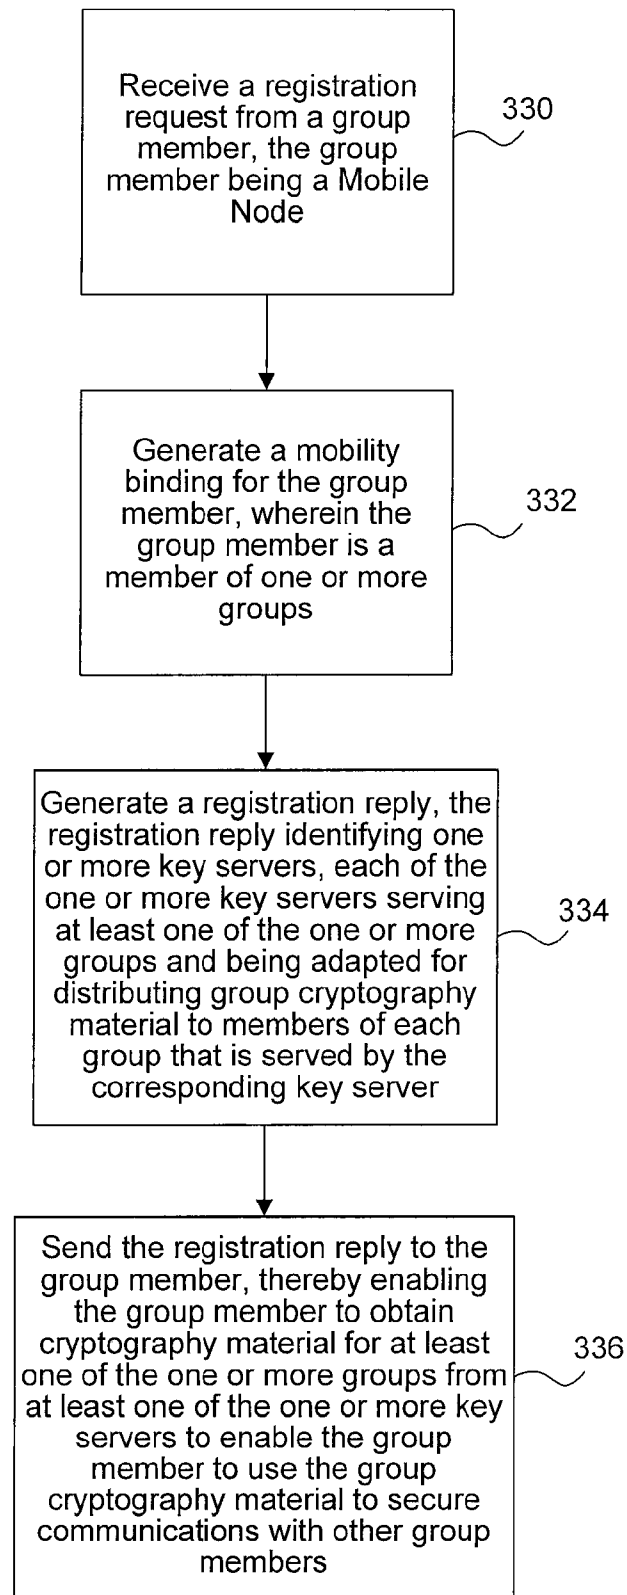 Receive a registration
request from a group
member, the group
member being a Mobile
Node
330
Generate a mobility
binding for the group
member, wherein the
group member is a
member of one or more
groups
332
Generate a registration reply, the
registration reply identifying one
or more key servers, each of the
one or more key servers serving
at least one of the one or more
groups and being adapted for
distributing group cryptography
material to members of each
group that is served by the
corresponding key server
334
Send the registration reply to the
group member, thereby enabling
the group member to obtain
cryptography material for at least
one of the one or more groups from
at least one of the one or more key
servers to enable the group
member to use the group
cryptography material to secure
communications with other group
members
336